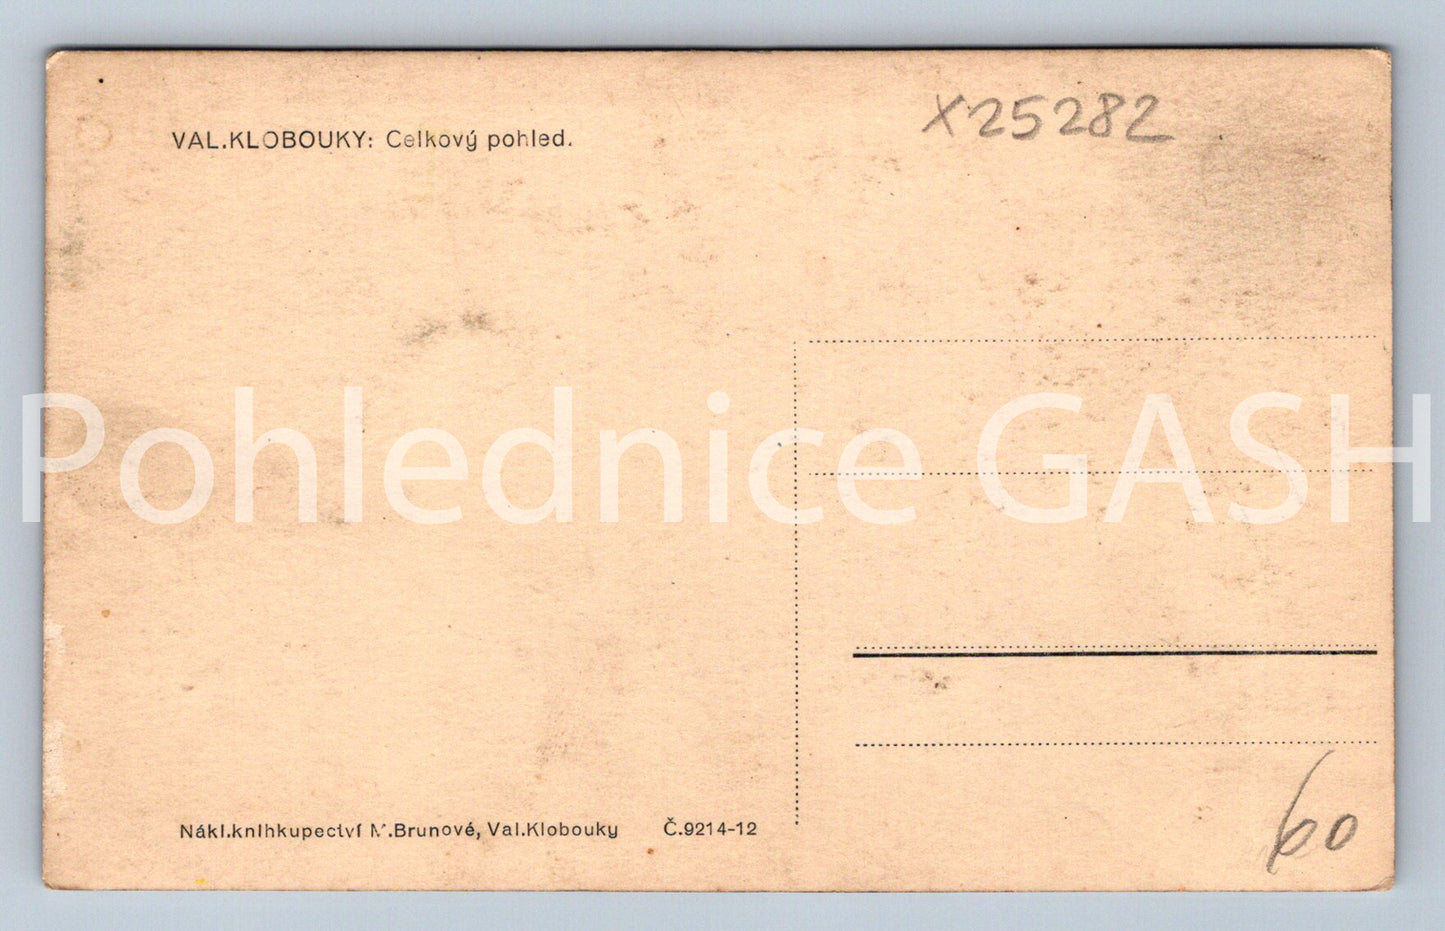 X25282
VAL.KLOBOUKY: Celkový pohled.
Pohlednice GASH
Nákl.knihkupectví M.Brunové, Val.Klobouky Č.9214-12
60